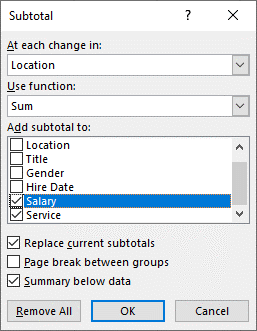 Subtotal
At each change in:
Location
Use function:
Sum
Add subtotal to:
Location
Title
Gender
Hire Date
Salary
Service
Replace current subtotals
Page break between groups
Summary below data
Remove All OK Cancel